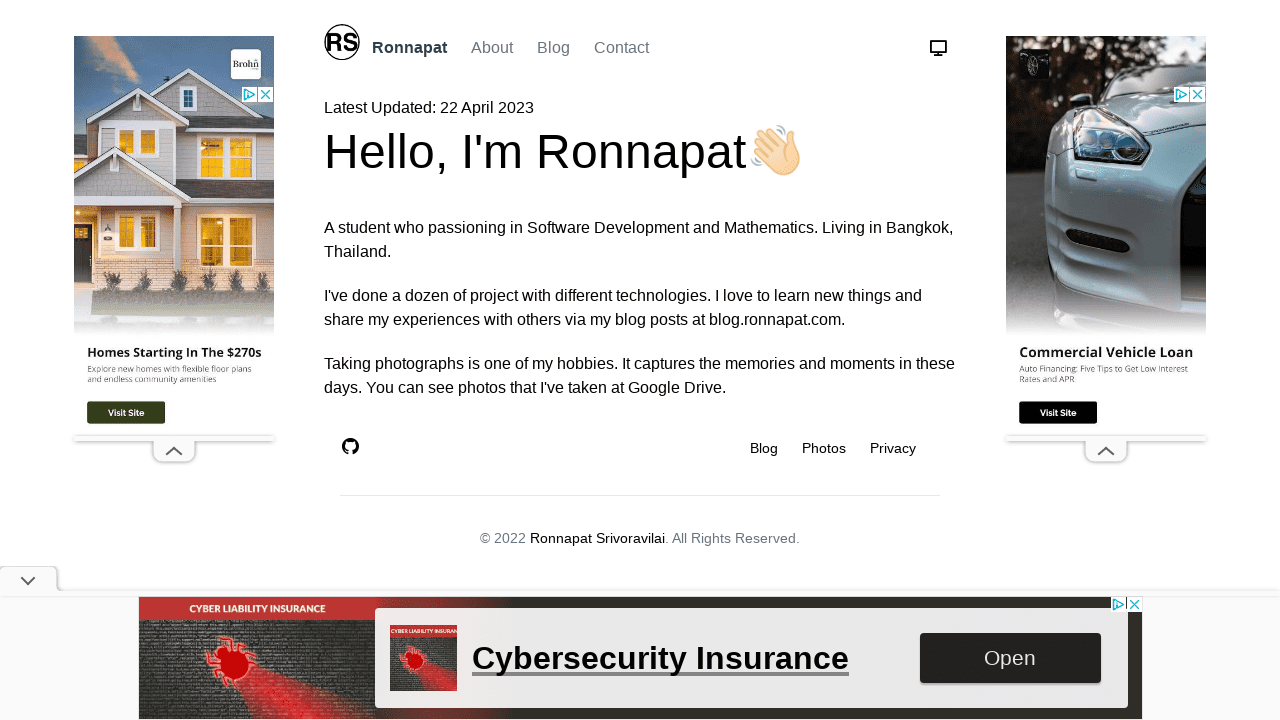 RS
Ronnapat
About
Blog
Contact
Latest Updated: 22 April 2023
Hello, I'm Ronnapat👋🏻
A student who passioning in Software Development and Mathematics. Living in Bangkok,
Thailand.
I've done a dozen of project with different technologies. I love to learn new things and
share my experiences with others via my blog posts at blog.ronnapat.com.
Taking photographs is one of my hobbies. It captures the memories and moments in these
days. You can see photos that I've taken at Google Drive.
Blog
Photos
Privacy
© 2022 Ronnapat Srivoravilai. All Rights Reserved.
Brohn
Homes Starting In The $270s
Explore new homes with flexible floor plans
and endless community amenities
Visit Site
Commercial Vehicle Loan
Auto Financing: Five Tips to Get Low Interest
Rates and APR
Visit Site
CYBER LIABILITY INSURANCE
CYBER LIABILITY INSURAN
Cybersecurity Insurance
Open